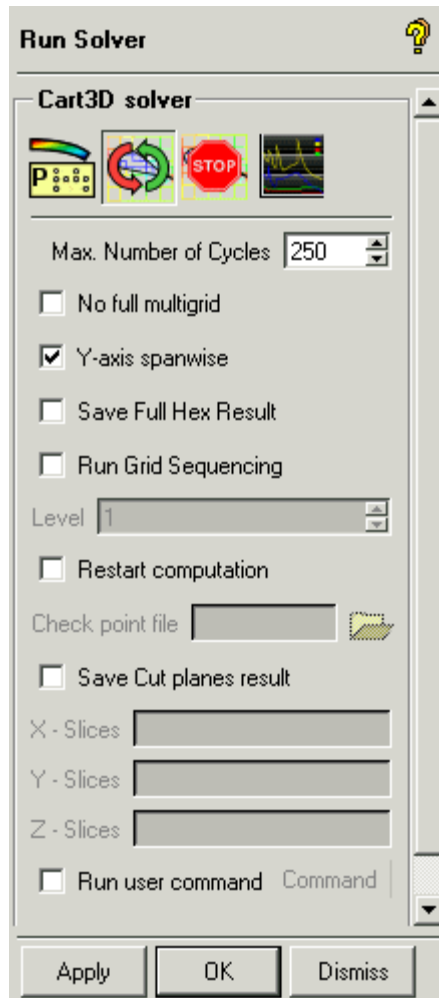 Run Solver
?
Cart3D solver
P
STOP
Max. Number of Cycles 250
No full multigrid
Y-axis spanwise
Save Full Hex Result
Run Grid Sequencing
Level 1
Restart computation
Check point file
Save Cut planes result
X - Slices
Y - Slices
Z - Slices
Run user command Command
Apply OK Dismiss